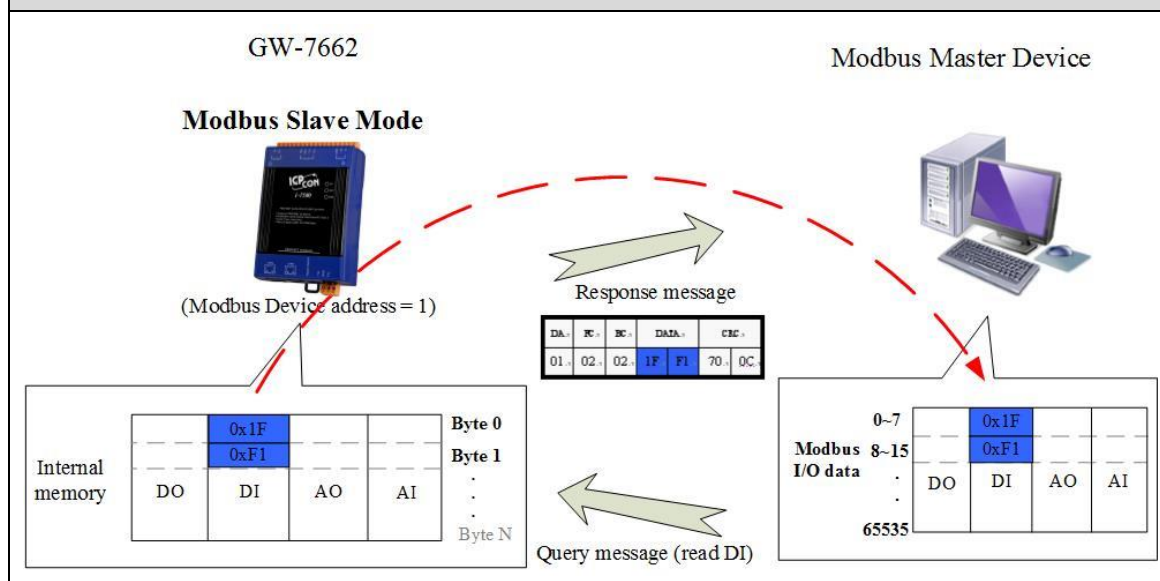 GW-7662
Modbus Master Device
Modbus Slave Mode
ICP CON
i-7540
(Modbus Device address = 1)
Response message
DA FC BC DATA CRC
01 02 02 1F F1 70 0C
0x1F Byte 0
0xF1 Byte 1
Internal memory
DO DI AO AI
.
.
.
Byte N
0~7 0x1F
Modbus I/O data 8~15 0xF1
.
.
DO DI AO AI
65535
Query message (read DI)